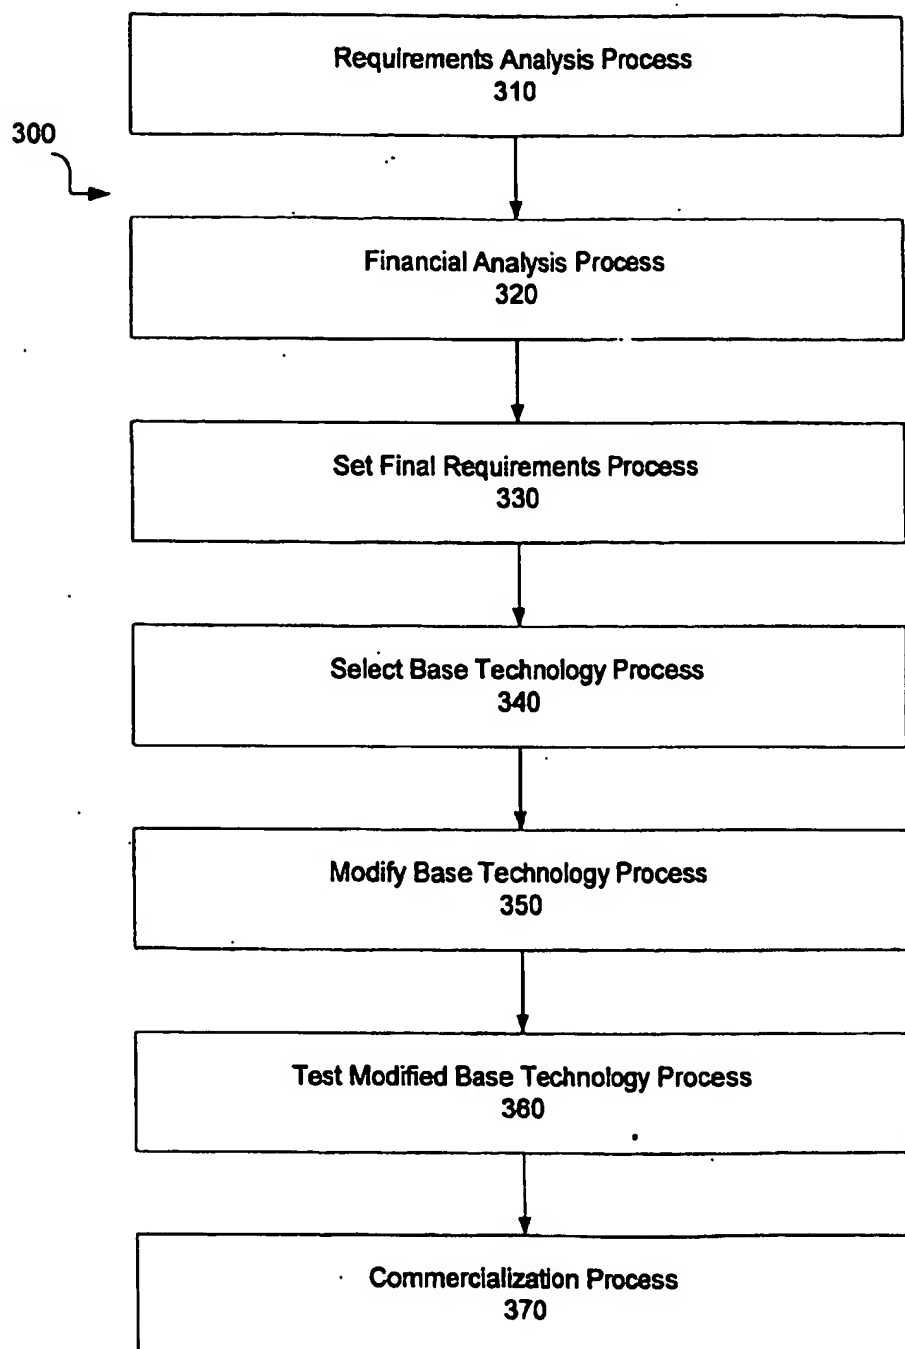 Requirements Analysis Process
310
300
Financial Analysis Process
320
Set Final Requirements Process
330
Select Base Technology Process
340
Modify Base Technology Process
350
Test Modified Base Technology Process
360
Commercialization Process
370